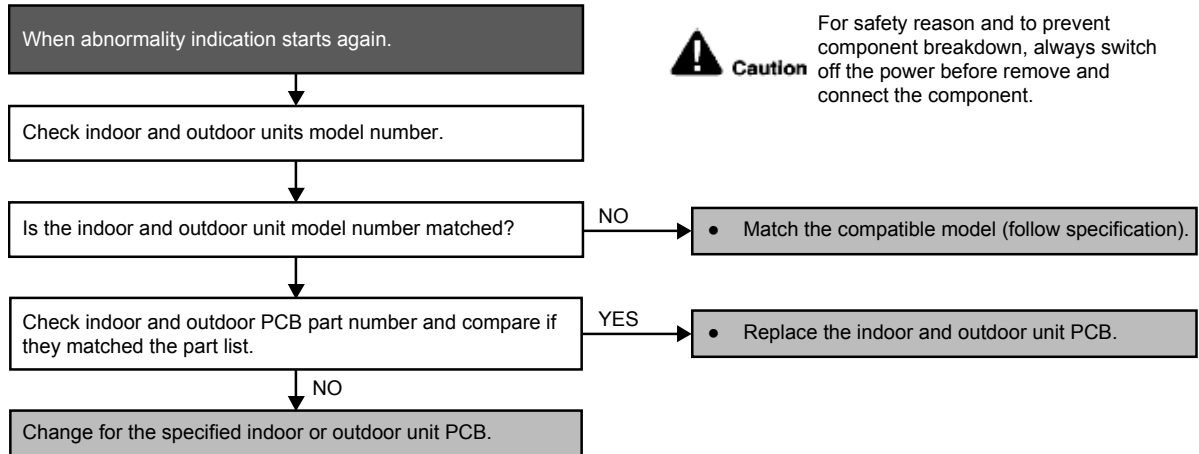 When abnormality indication starts again.
Caution
For safety reason and to prevent
component breakdown, always switch
off the power before remove and
connect the component.
Check indoor and outdoor units model number.
Is the indoor and outdoor unit model number matched?
NO
● Match the compatible model (follow specification).
Check indoor and outdoor PCB part number and compare if
they matched the part list.
YES
● Replace the indoor and outdoor unit PCB.
NO
Change for the specified indoor or outdoor unit PCB.